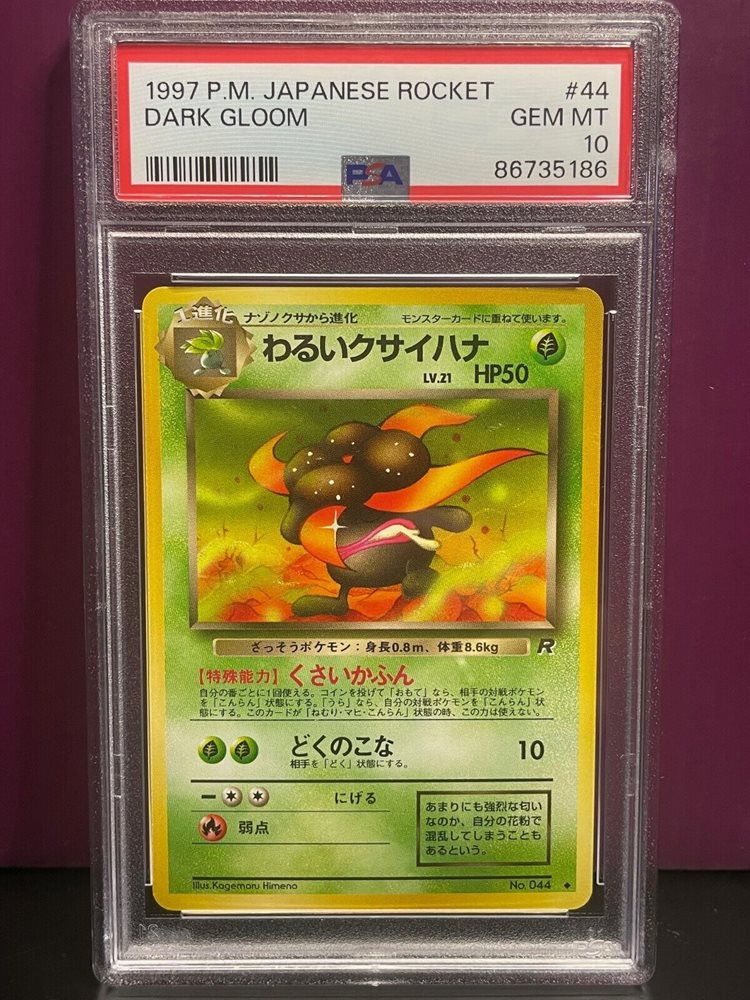 1997 P.M. JAPANESE ROCKET #44
DARK GLOOM GEM MT
10
PSA 86735186
1進化 ナゾノクサから進化 モンスターカードに重ねて使います。
わるいクサイハナ
LV.21 HP50
ざっそうポケモン：身長0.8m、体重8.6kg R
【特殊能力】くさいかふん
自分の番ごとに1回使える。コインを投げて「おもて」なら、相手の対戦ポケモン
を「こんらん」状態にする。「うら」なら、自分の対戦ポケモンを「こんらん」状
態にする。このカードが「ねむり・マヒ・こんらん」状態の時、この力は使えない。
どくのこな 10
相手を「どく」状態にする。
にげる
弱点
あまりにも強烈な匂い
なのか、自分の花粉で
混乱してしまうことも
あるという。
Illus.Kagemaru Himeno No. 044